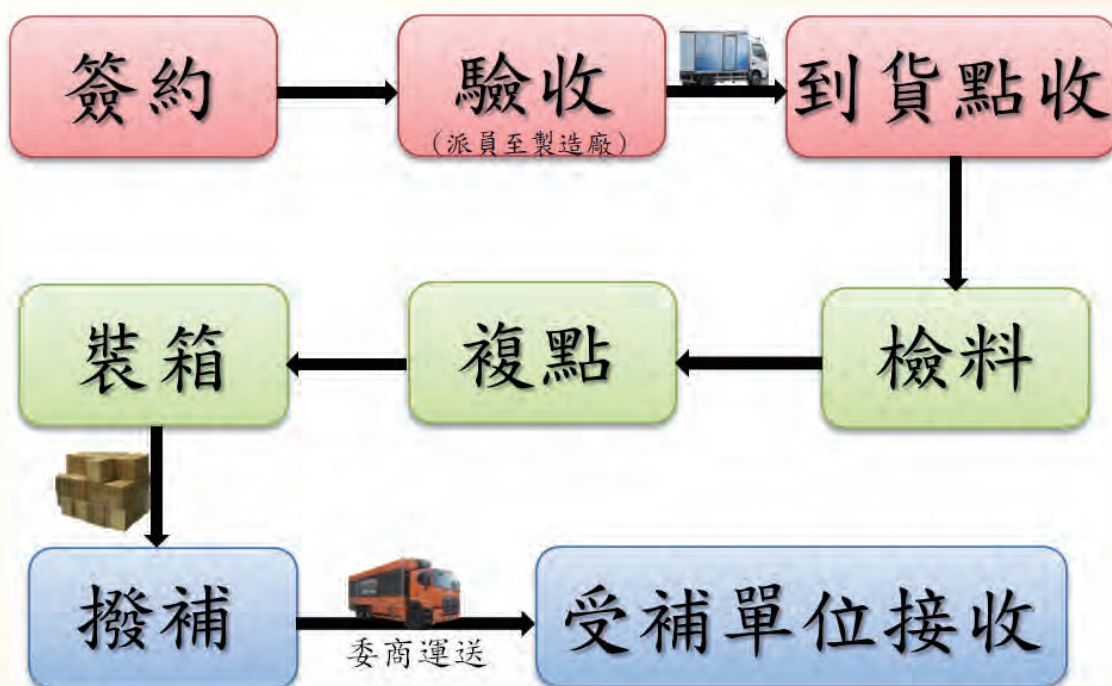 簽約
驗收
(派員至製造廠)
到貨點收
檢料
複點
裝箱
撥補
委商運送
受補單位接收